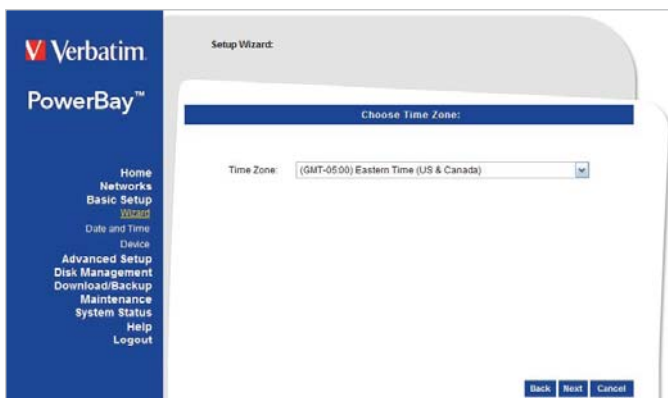 Verbatim.
PowerBay™
Home
Networks
Basic Setup
Wizard
Date and Time
Device
Advanced Setup
Disk Management
Download/Backup
Maintenance
System Status
Help
Logout
Setup Wizard:
Choose Time Zone:
Time Zone: (GMT-05:00) Eastern Time (US & Canada)
Back Next Cancel